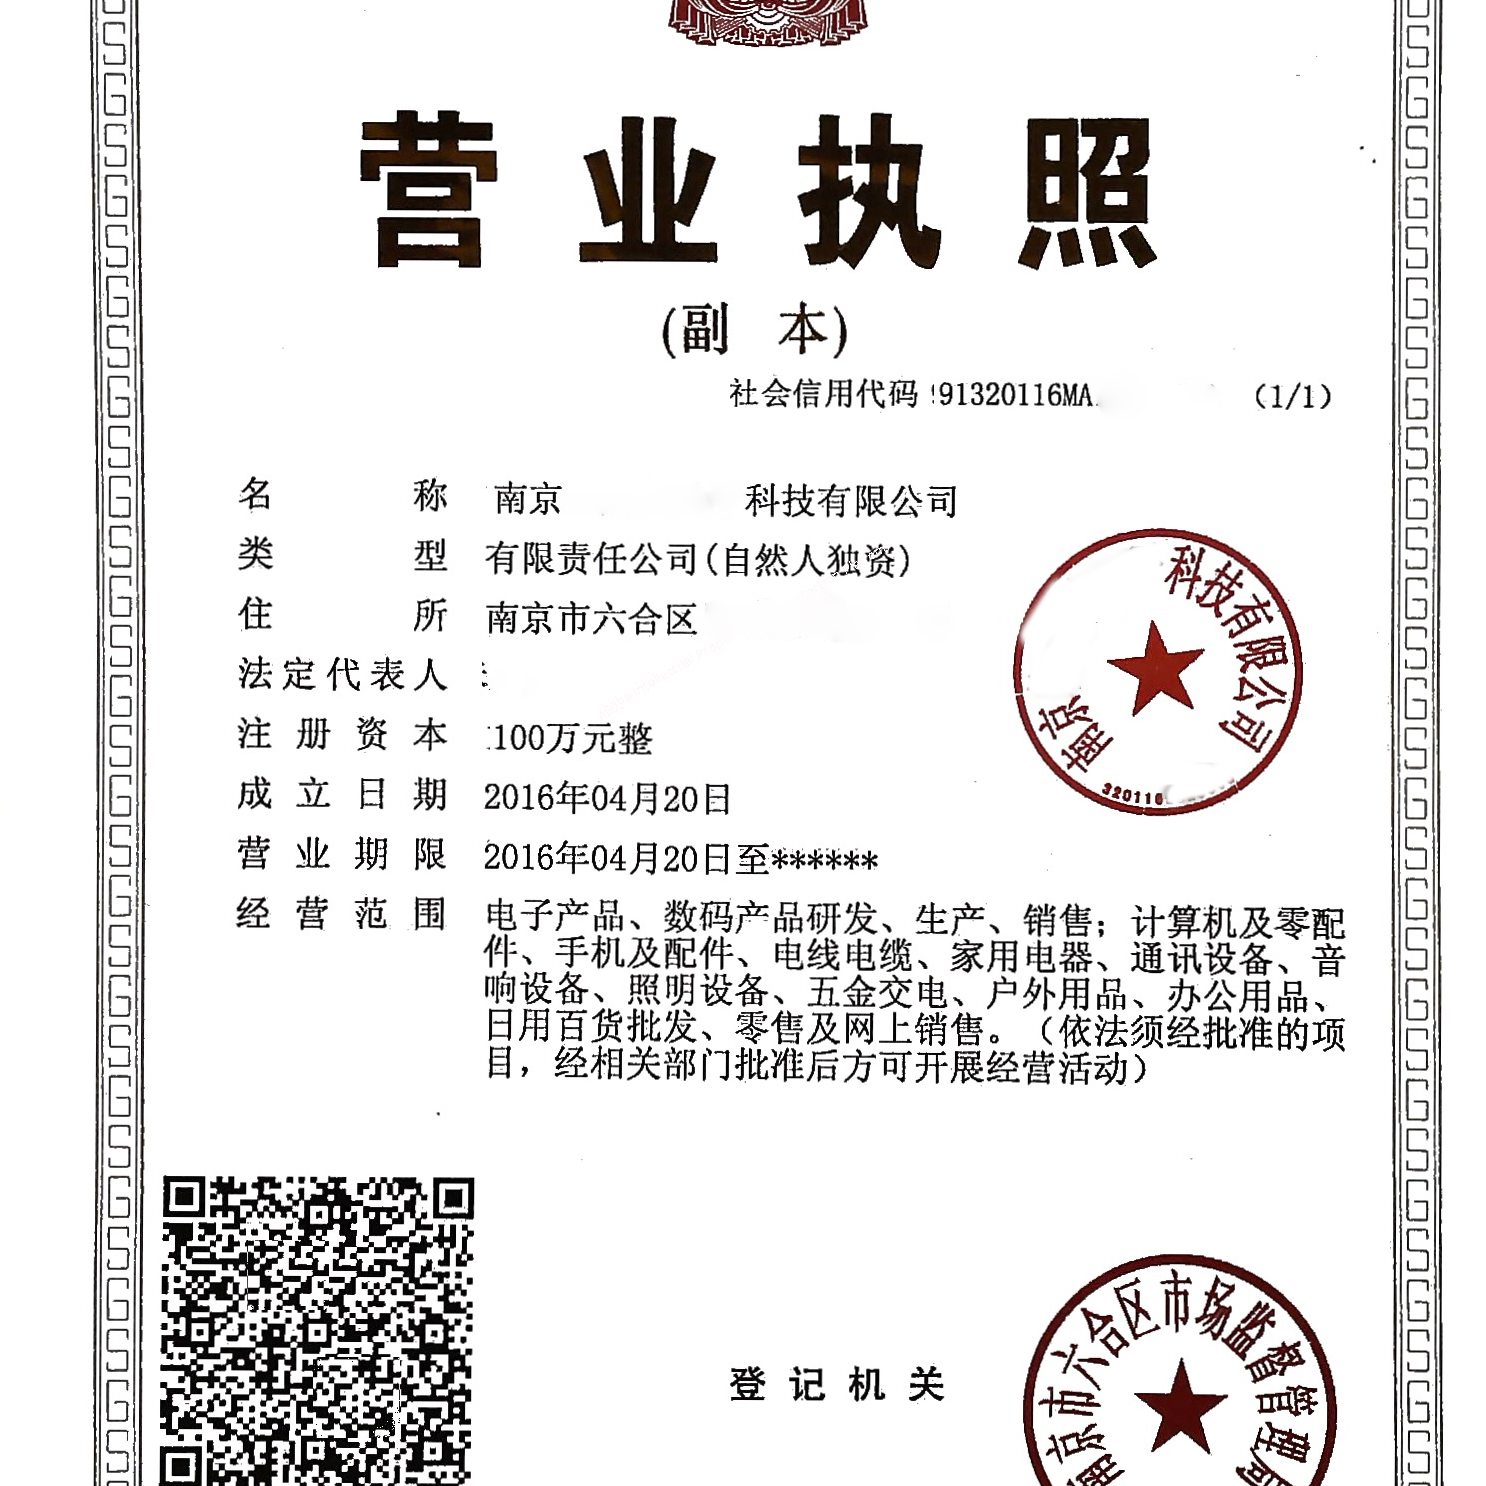 营业执照
(副 本)
社会信用代码 91320116MA (1/1)
名 称 南京 科技有限公司
类 型 有限责任公司(自然人独资)
住 所 南京市六合区
法定代表人
注册资本 100万元整
成立日期 2016年04月20日
营业期限 2016年04月20日至******
经营范围 电子产品、数码产品研发、生产、销售；计算机及零配
件、手机及配件、电线电缆、家用电器、通讯设备、音
响设备、照明设备、五金交电、户外用品、办公用品、
日用百货批发、零售及网上销售。（依法须经批准的项
目，经相关部门批准后方可开展经营活动）
南京 科技有限公司
320116
登记机关
南京市六合区市场监督管理局